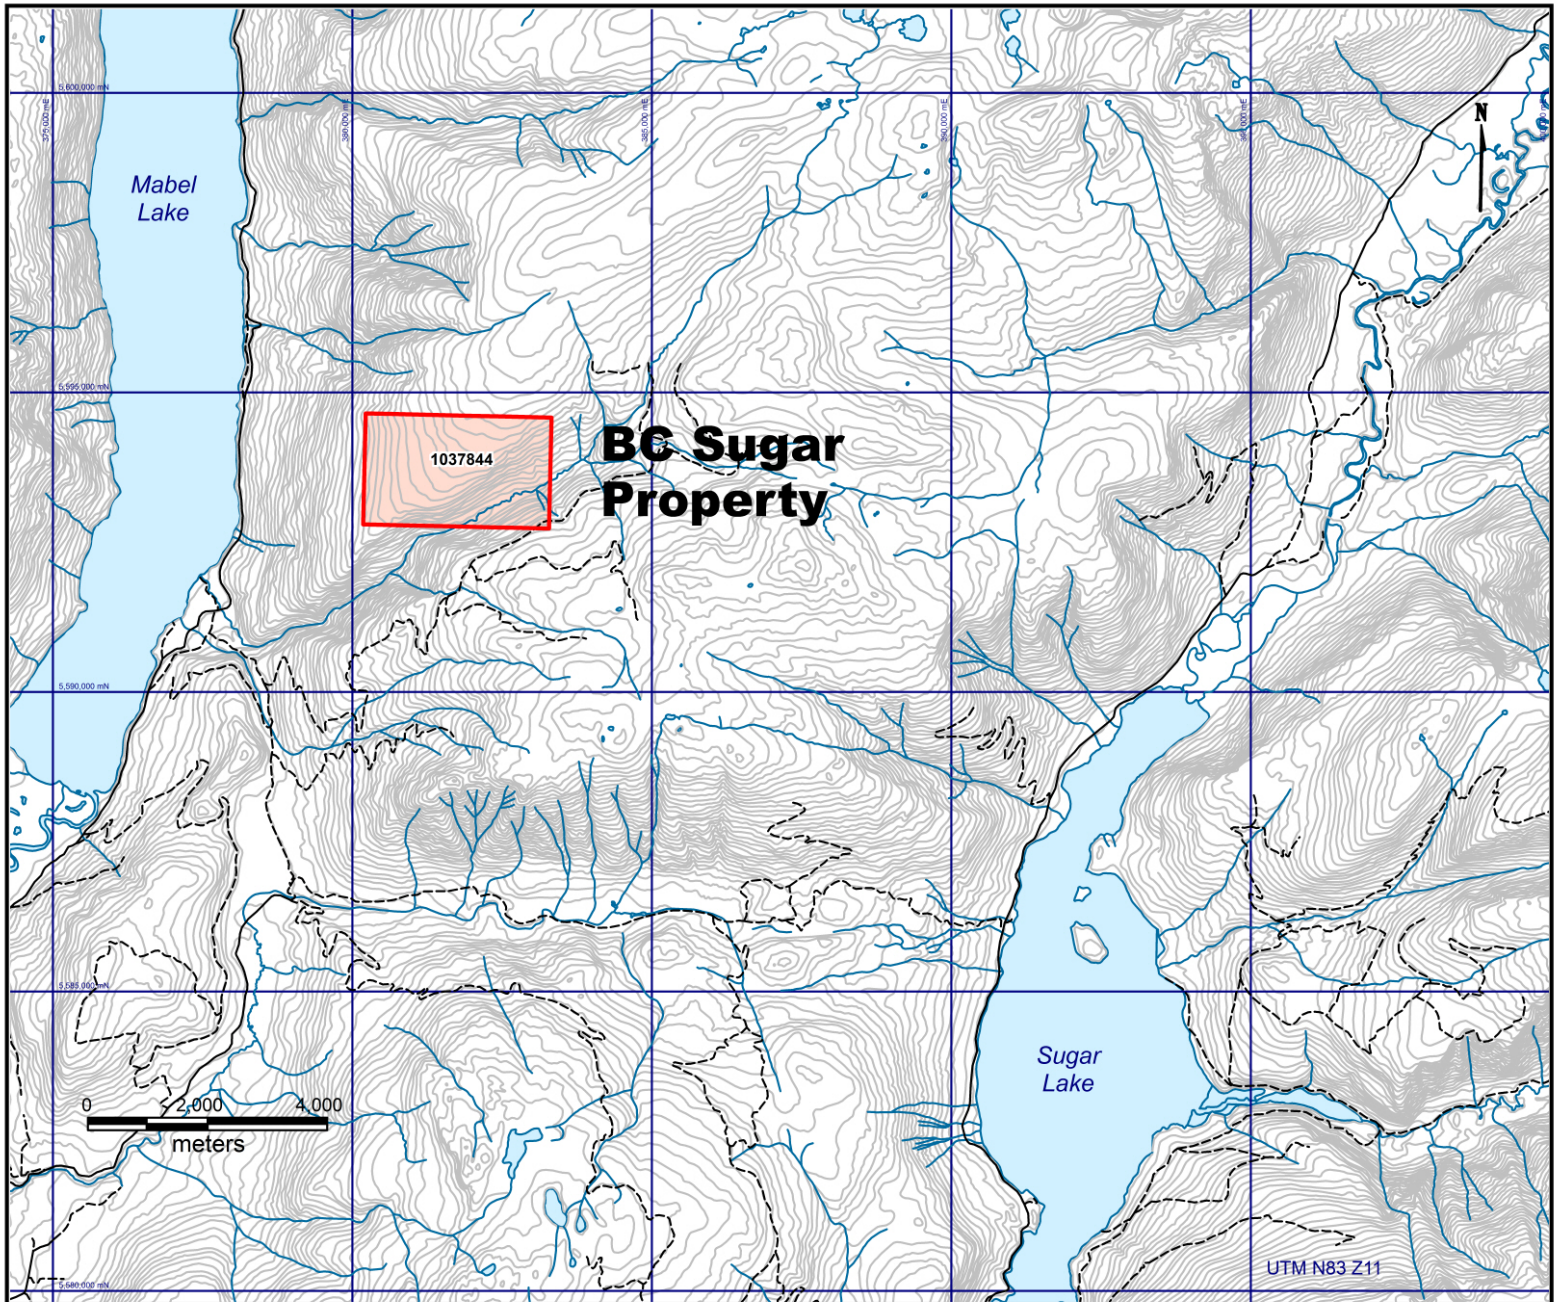 5,600,000 mN
375,000 mE
380,000 mE
385,000 mE
390,000 mE
395,000 mE
N
Mabel
Lake
5,595,000 mN
1037844
BC Sugar
Property
5,590,000 mN
5,585,000 mN
Sugar
Lake
0 2,000 4,000
meters
UTM N83 Z11
5,580,000 mN